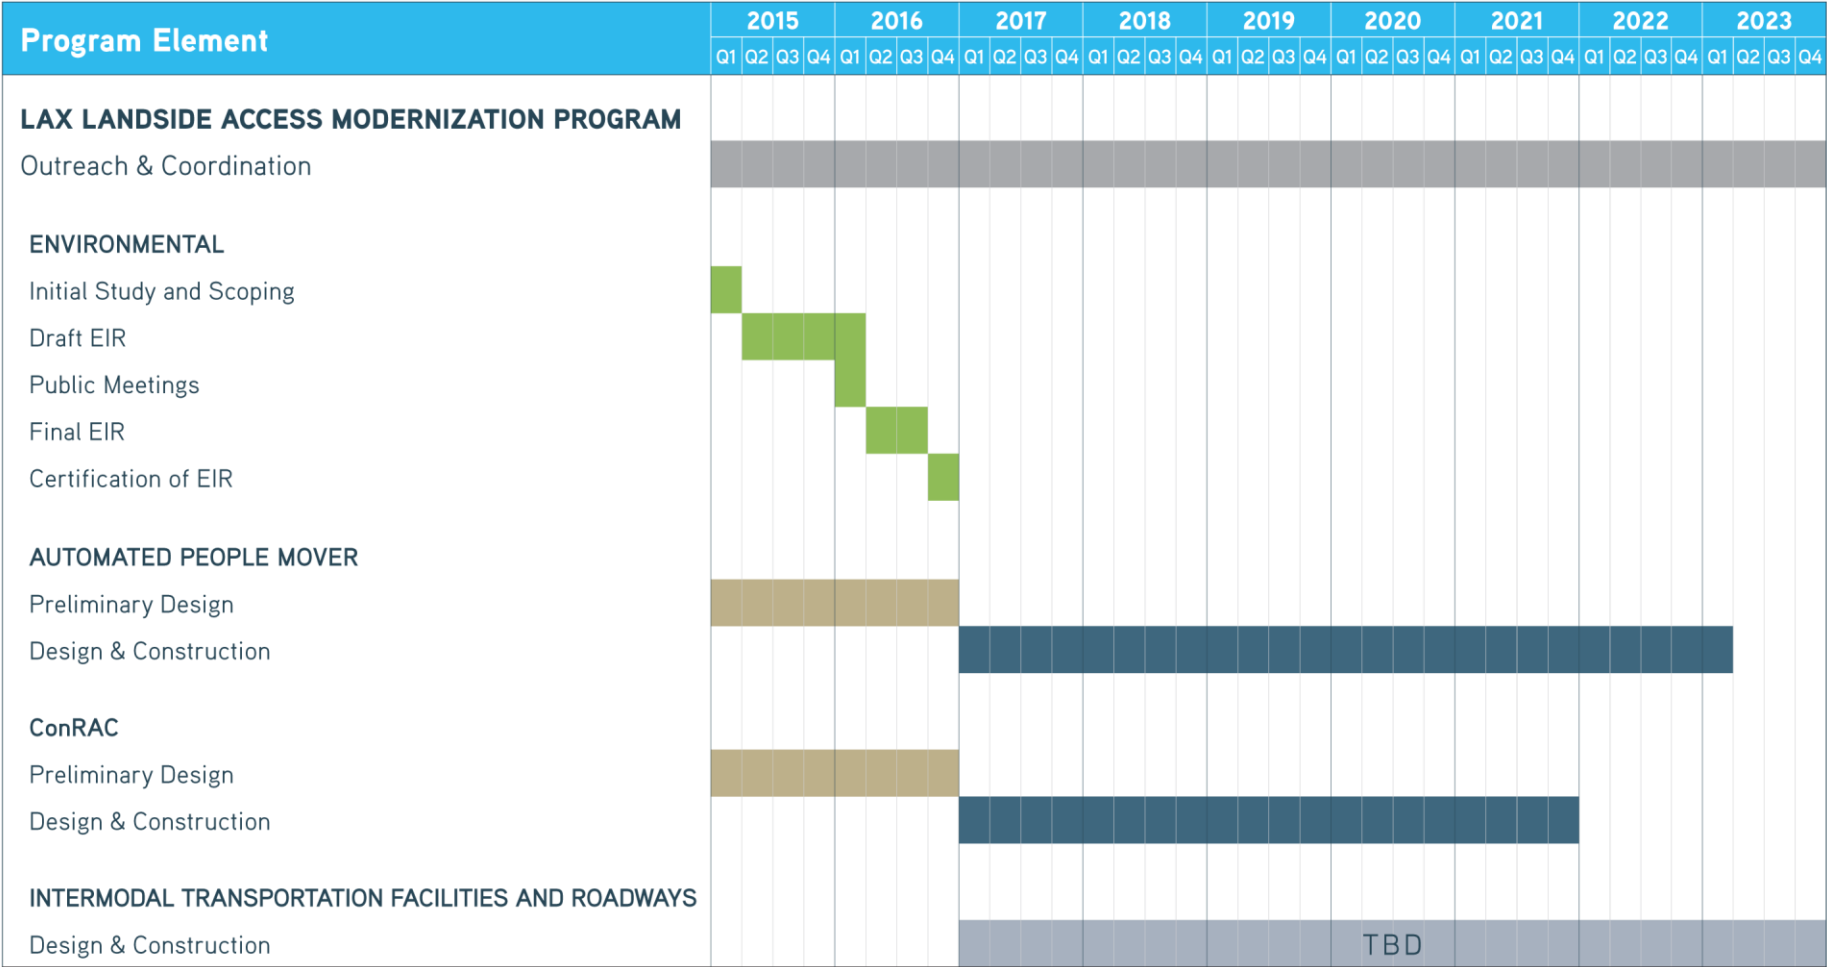 Program Element
2015 2016 2017 2018 2019 2020 2021 2022 2023
Q1 Q2 Q3 Q4 Q1 Q2 Q3 Q4 Q1 Q2 Q3 Q4 Q1 Q2 Q3 Q4 Q1 Q2 Q3 Q4 Q1 Q2 Q3 Q4 Q1 Q2 Q3 Q4 Q1 Q2 Q3 Q4 Q1 Q2 Q3 Q4
LAX LANDSIDE ACCESS MODERNIZATION PROGRAM
Outreach & Coordination
ENVIRONMENTAL
Initial Study and Scoping
Draft EIR
Public Meetings
Final EIR
Certification of EIR
AUTOMATED PEOPLE MOVER
Preliminary Design
Design & Construction
ConRAC
Preliminary Design
Design & Construction
INTERMODAL TRANSPORTATION FACILITIES AND ROADWAYS
Design & Construction TBD